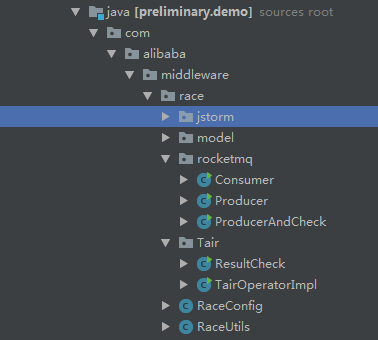 java [preliminary.demo] sources root
com
alibaba
middleware
race
jstorm
model
rocketmq
Consumer
Producer
ProducerAndCheck
Tair
ResultCheck
TairOperatorImpl
RaceConfig
RaceUtils